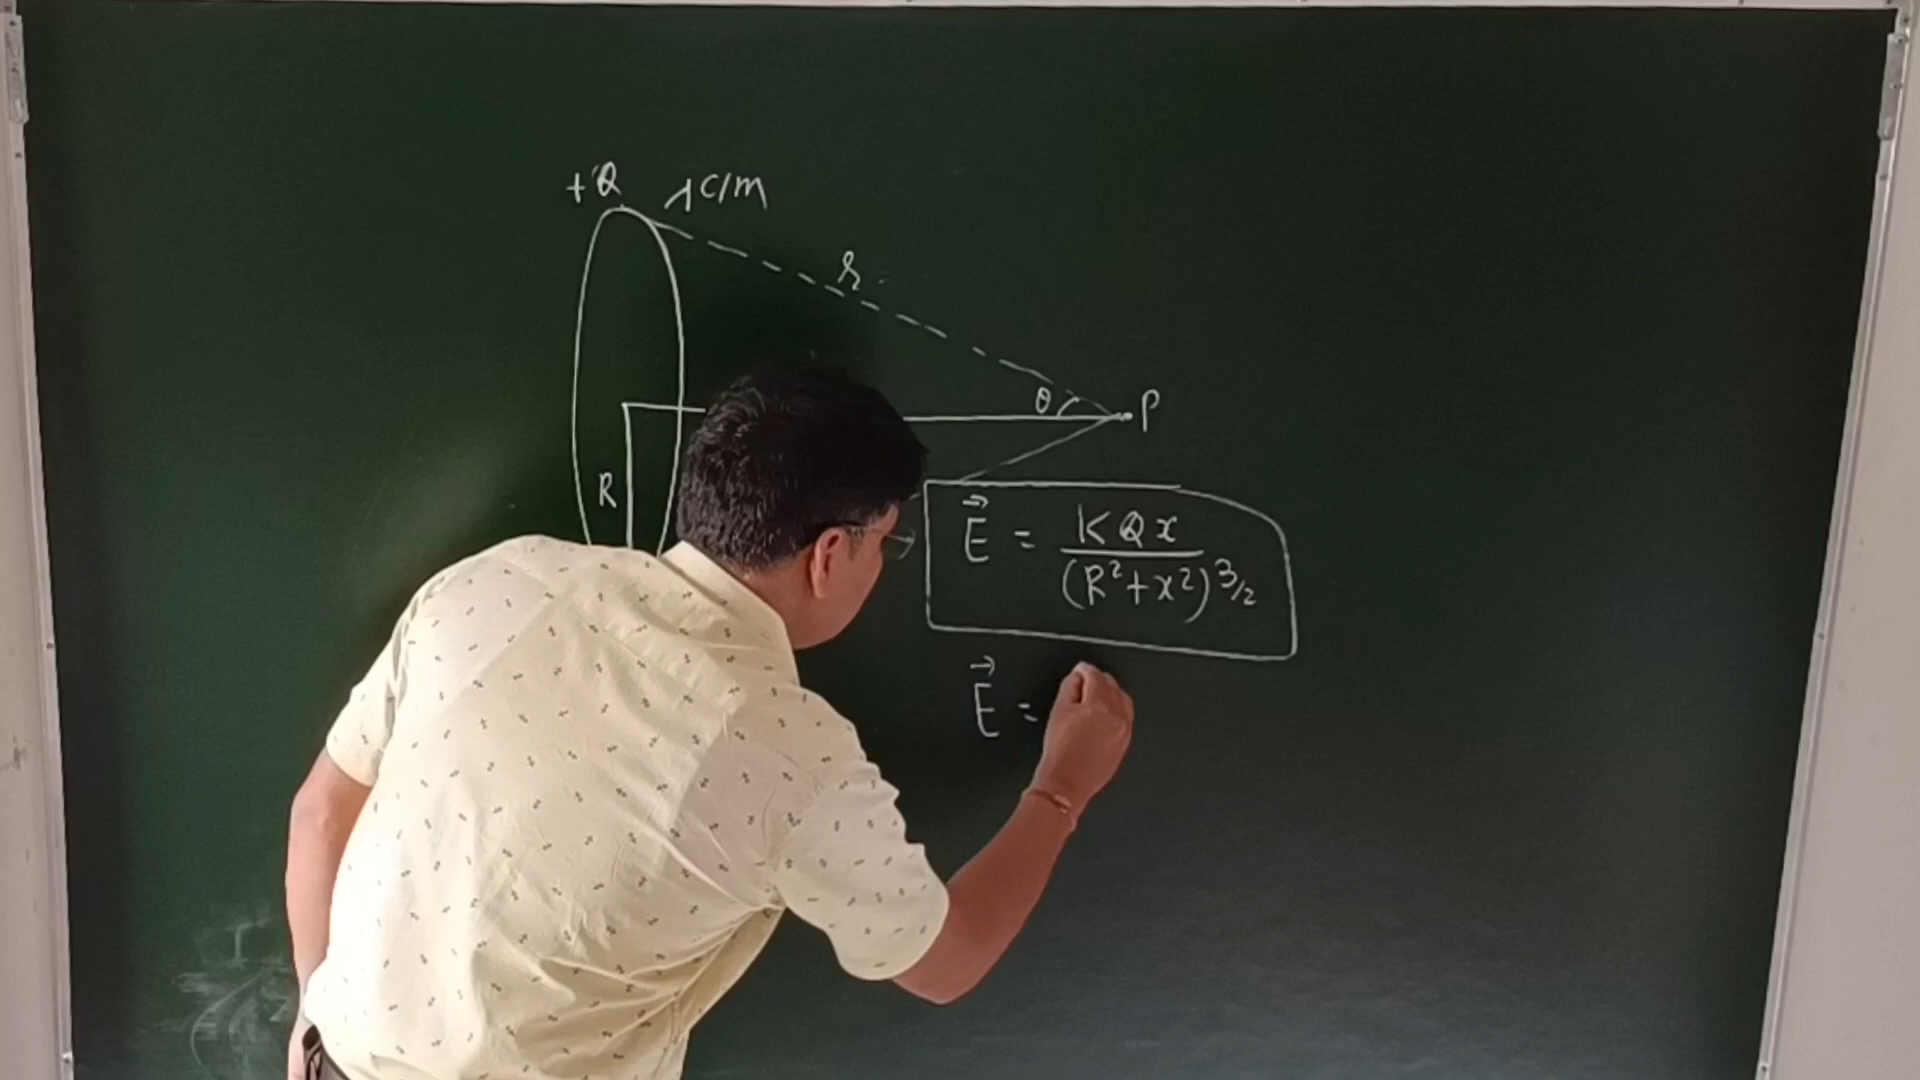 +Q λ C/m
r
θ P
R
E⃗ = KQx / (R²+x²)^3/2
E⃗ =